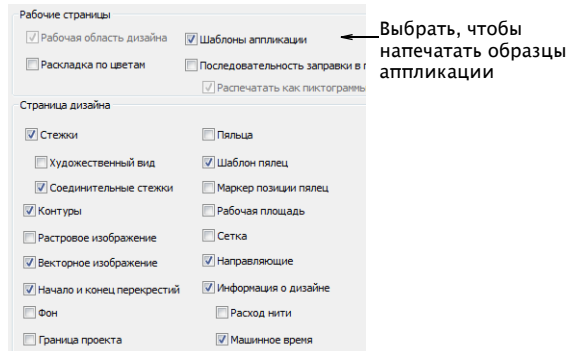 Рабочие страницы
Рабочая область дизайна
Шаблоны аппликации
Раскладка по цветам
Последовательность заправки в
Распечатать как пиктограммы
Выбрать, чтобы
напечатать образцы
аппликации
Страница дизайна
Стежки
Пяльца
Художественный вид
Шаблон пялец
Соединительные стежки
Маркер позиции пялец
Контуры
Рабочая площадь
Растровое изображение
Сетка
Векторное изображение
Направляющие
Начало и конец перекрестий
Информация о дизайне
Фон
Расход нити
Граница проекта
Машинное время